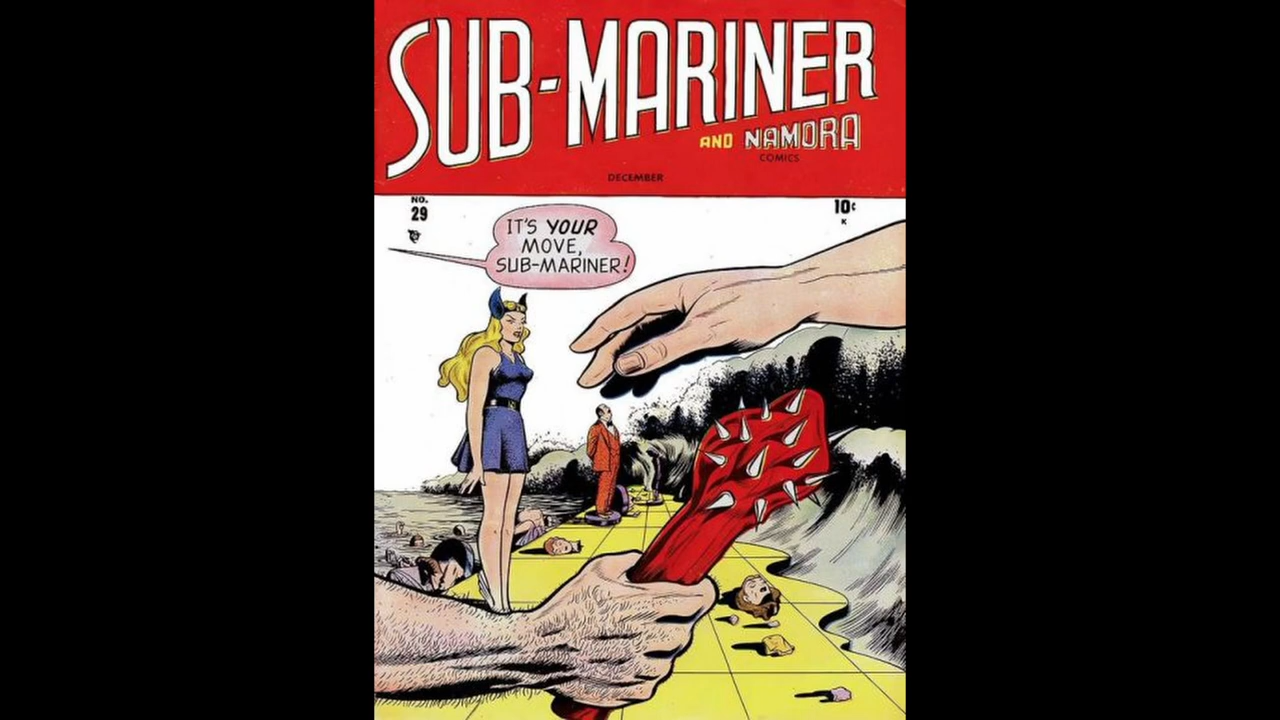 SUB-MARINER
AND NAMORA
COMICS
DECEMBER
NO.
29
10¢
K
IT'S YOUR
MOVE,
SUB-MARINER!